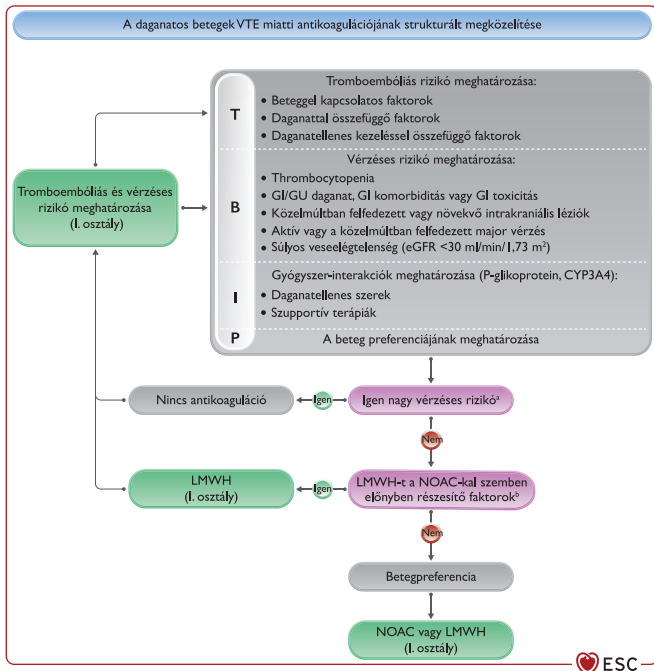 A daganatos betegek VTE miatti antikoagulációjának strukturált megközelítése
Tromboembóliás rizikó meghatározása:
T
• Beteggel kapcsolatos faktorok
• Daganattal összefüggő faktorok
• Daganatellenes kezeléssel összefüggő faktorok
Tromboembóliás és vérzéses
rizikó meghatározása
(I. osztály)
Vérzéses rizikó meghatározása:
B
• Thrombocytopenia
• GI/GU daganat, GI komorbiditás vagy GI toxicitás
• Közelmúltban felfedezett vagy növekvő intrakraniális léziók
• Aktív vagy a közelmúltban felfedezett major vérzés
• Súlyos veseelégtelenség (eGFR <30 ml/min/1,73 m²)
Gyógyszer-interakciók meghatározása (P-glikoprotein, CYP3A4):
I
• Daganatellenes szerek
• Szupportív terápiák
P
A beteg preferenciájának meghatározása
Nincs antikoaguláció
Igen
Igen nagy vérzéses rizikóᵃ
Nem
LMWH
(I. osztály)
Igen
LMWH-t a NOAC-kal szemben
előnyben részesítő faktorokᵇ
Nem
Betegpreferencia
NOAC vagy LMWH
(I. osztály)
ESC